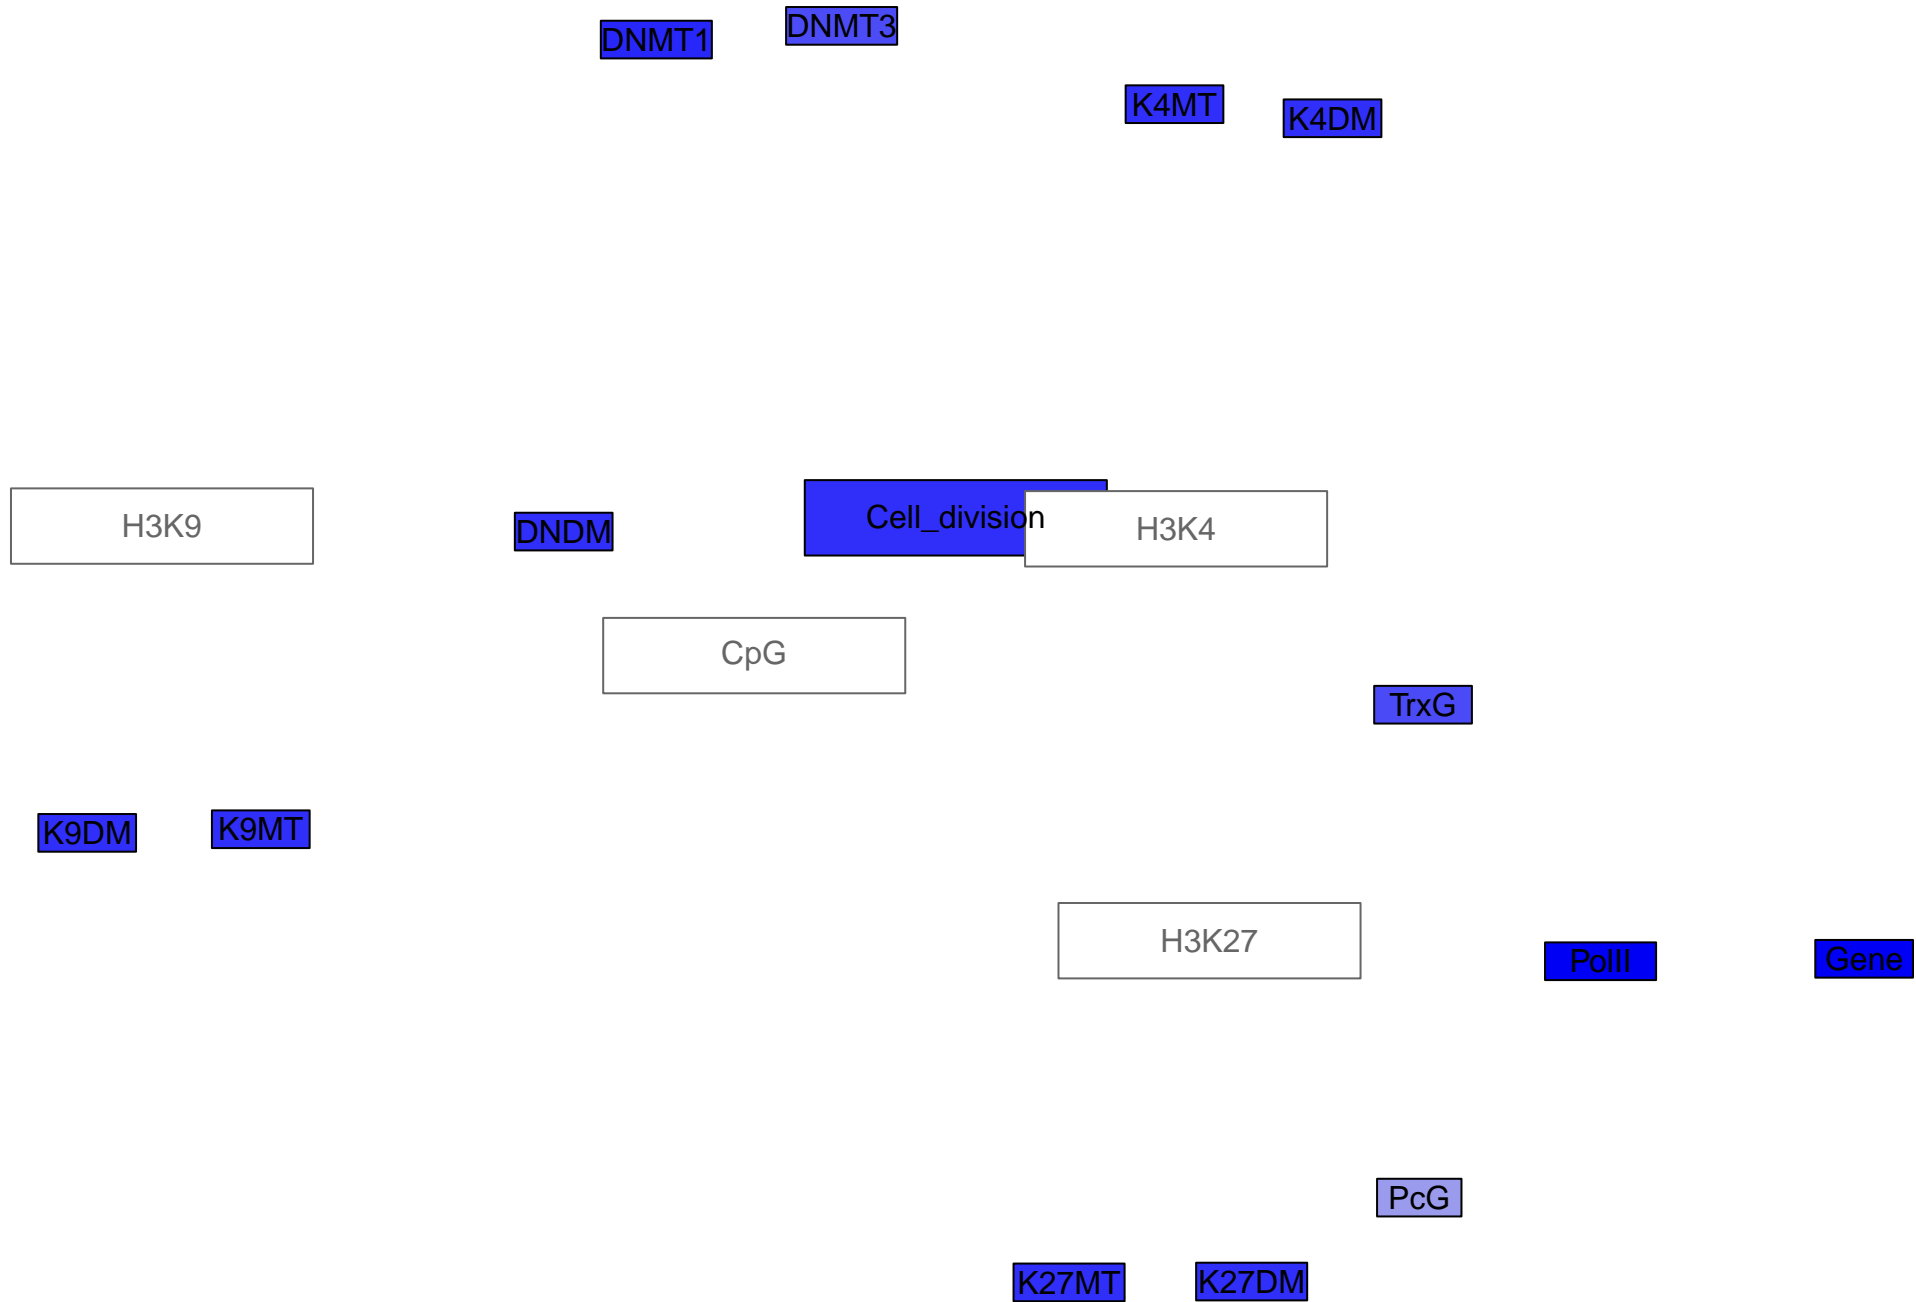 DNMT1
DNMT3
K4MT
K4DM
H3K9
DNDM
Cell_division
H3K4
CpG
TrxG
K9DM
K9MT
H3K27
PolII
Gene
PcG
K27MT
K27DM